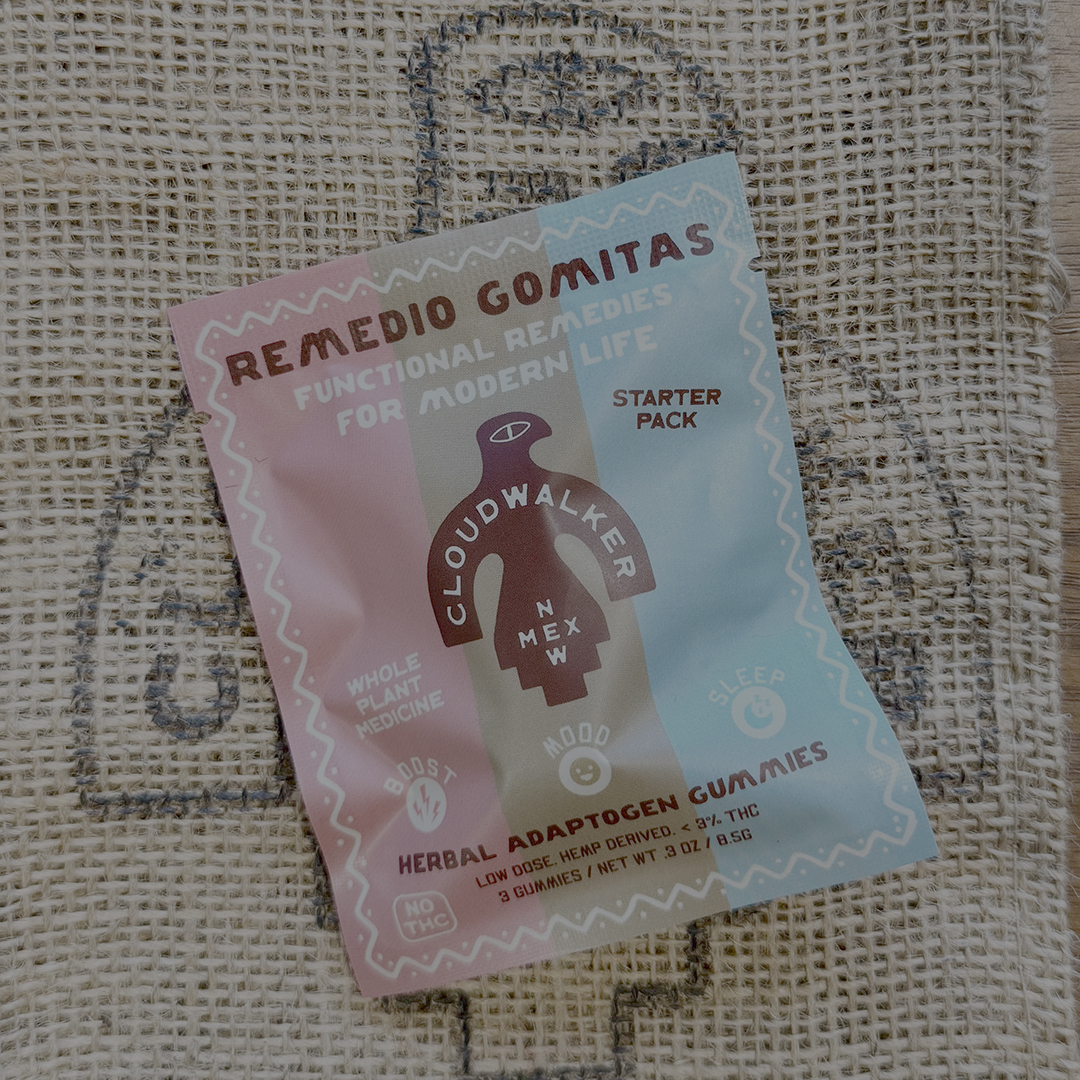 REMEDIO GOMITAS
FUNCTIONAL REMEDIES
FOR MODERN LIFE
STARTER
PACK
CLOUDWALKER
NEW
MEX
WHOLE
PLANT
MEDICINE
BOOST
MOOD
SLEEP
HERBAL ADAPTOGEN GUMMIES
LOW DOSE. HEMP DERIVED. < 3% THC
3 GUMMIES / NET WT .3 OZ / 8.5G
NO
THC